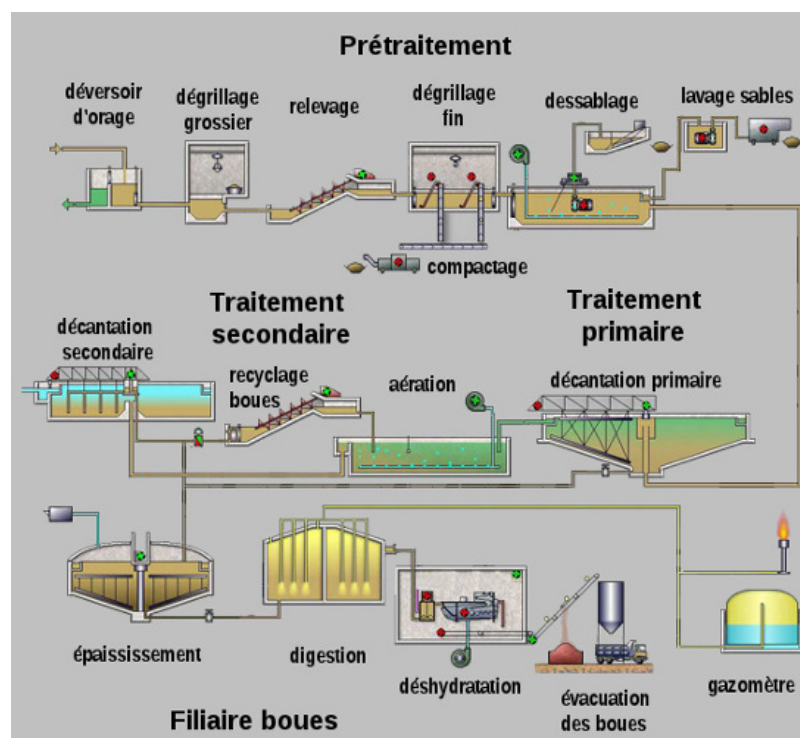 Prétraitement
déversoir
d'orage
dégrillage
grossier
relevage
dégrillage
fin
dessablage
lavage sables
compactage
Traitement
secondaire
Traitement
primaire
décantation
secondaire
recyclage
boues
aération
décantation primaire
épaississement
digestion
déshydratation
évacuation
des boues
gazomètre
Filiaire boues